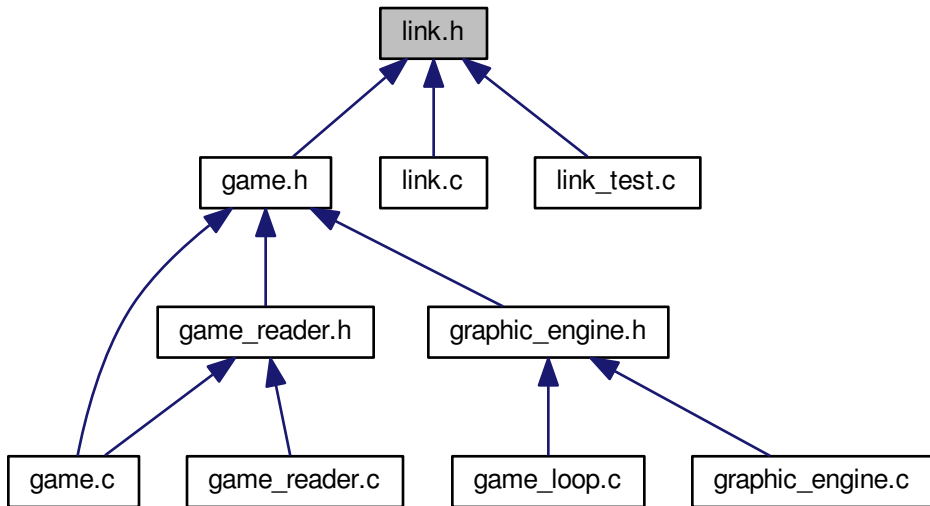 link.h
game.h
link.c
link_test.c
game_reader.h
graphic_engine.h
game.c
game_reader.c
game_loop.c
graphic_engine.c